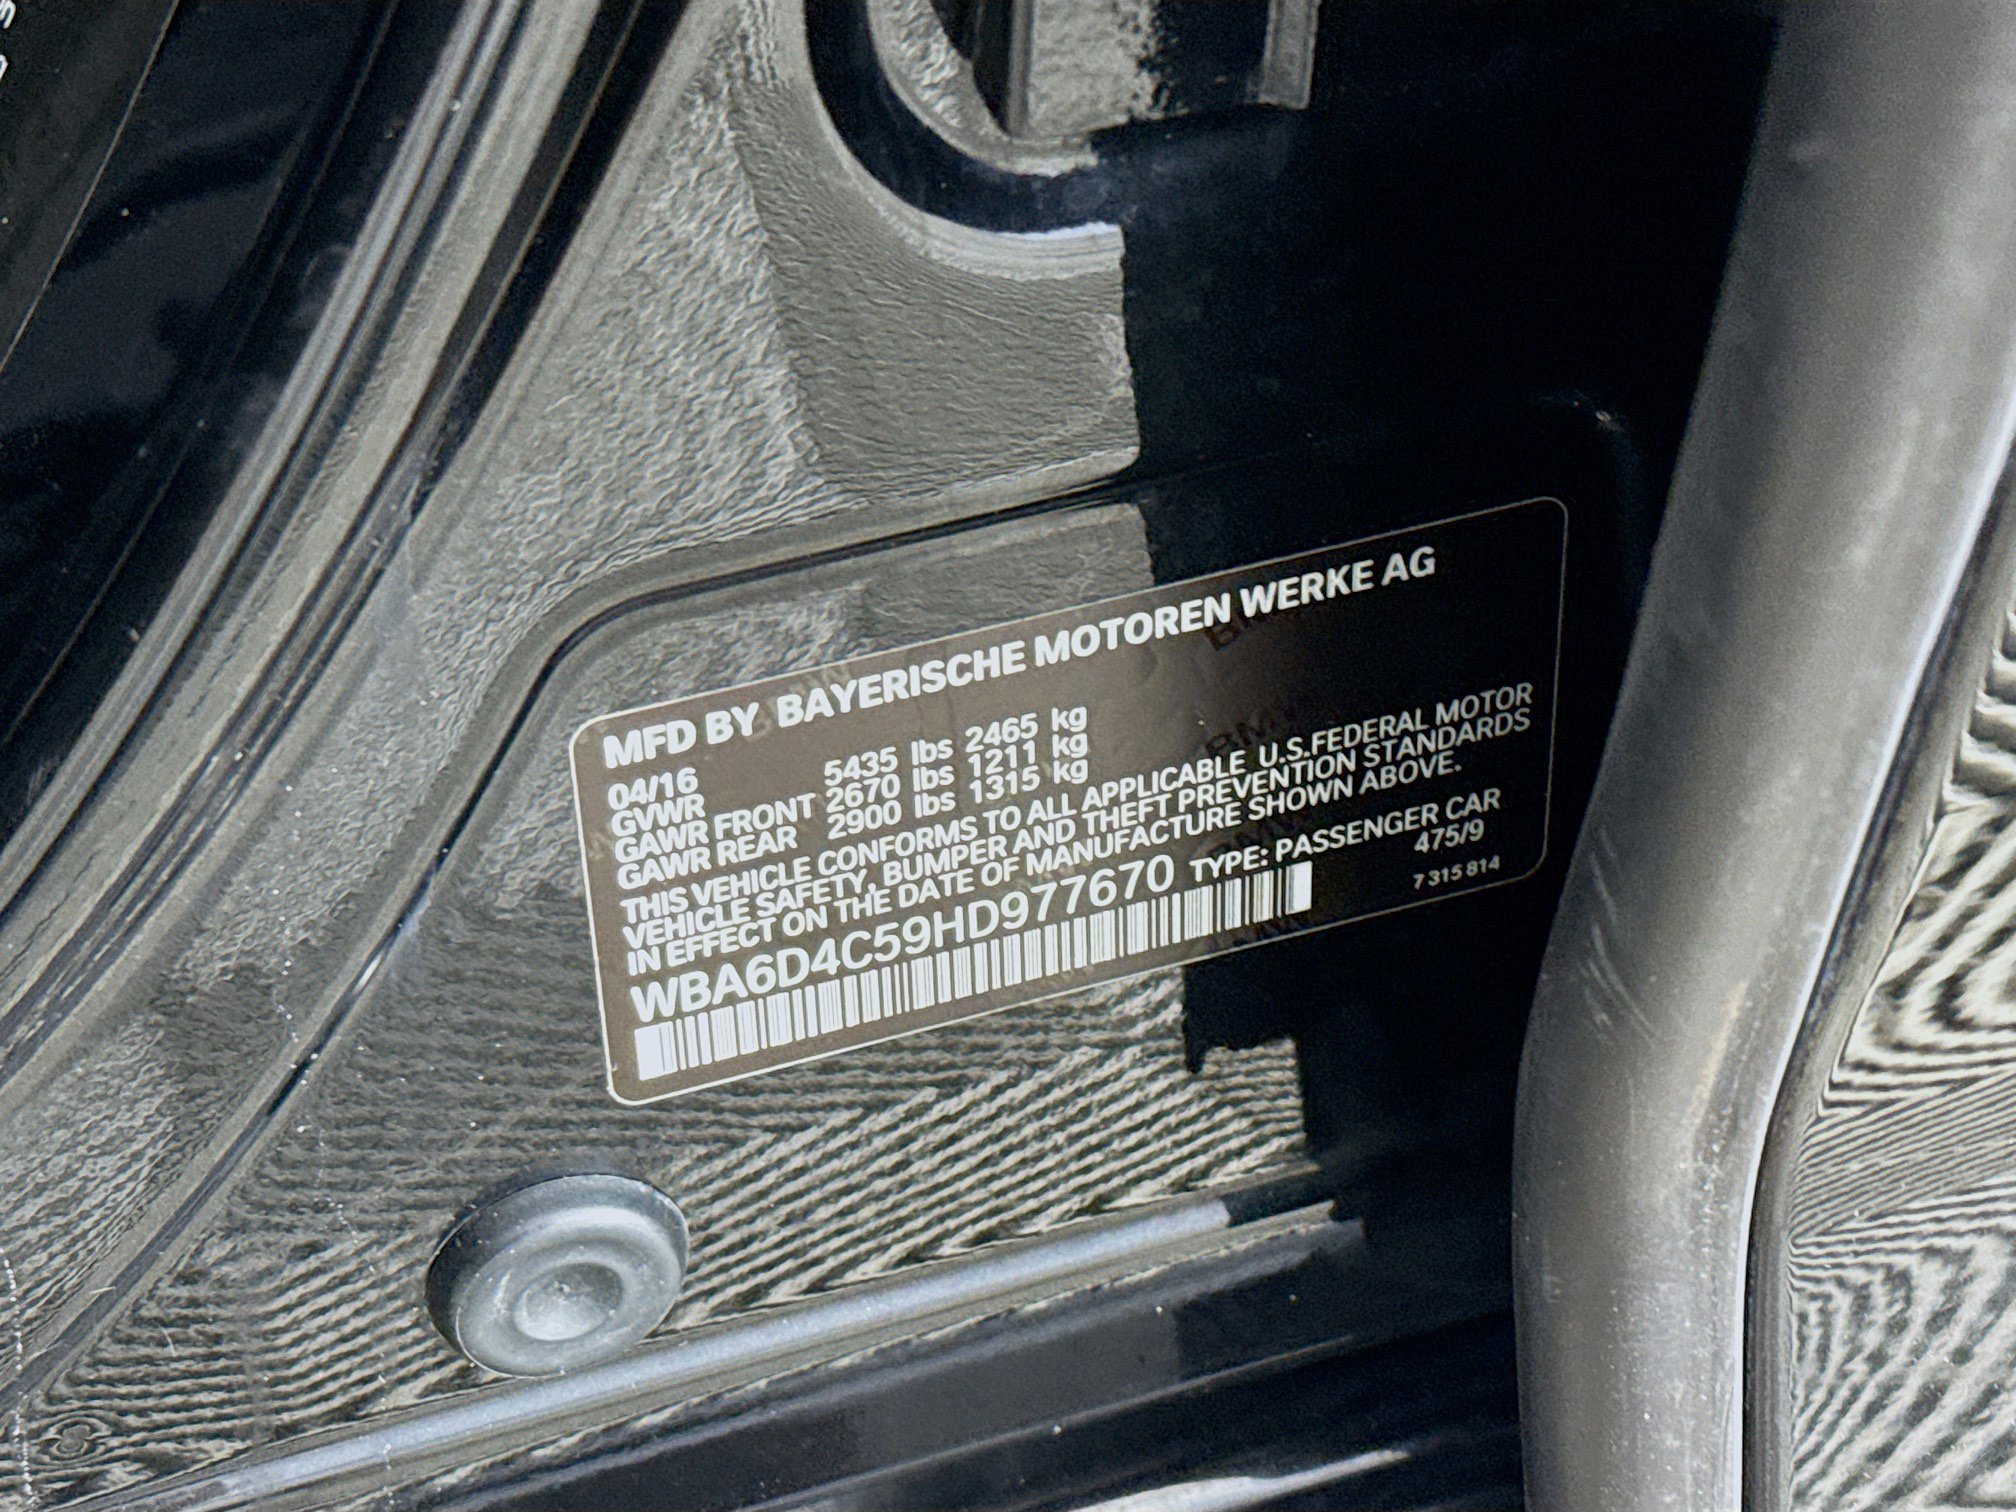 MFD BY BAYERISCHE MOTOREN WERKE AG
04/16
GVWR 5435 lbs 2465 kg
GAWR FRONT 2670 lbs 1211 kg
GAWR REAR 2900 lbs 1315 kg
THIS VEHICLE CONFORMS TO ALL APPLICABLE U.S.FEDERAL MOTOR
VEHICLE SAFETY, BUMPER AND THEFT PREVENTION STANDARDS
IN EFFECT ON THE DATE OF MANUFACTURE SHOWN ABOVE.
WBA6D4C59HD977670 TYPE: PASSENGER CAR
475/9
7 315 814